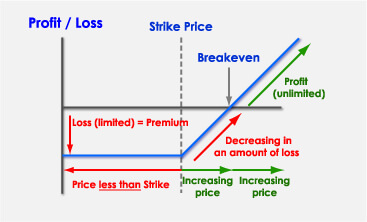 Profit / Loss
Strike Price
Breakeven
Profit
(unlimited)
Loss (limited) = Premium
Decreasing in
an amount of loss
Price less than Strike
Increasing
price
Increasing
price